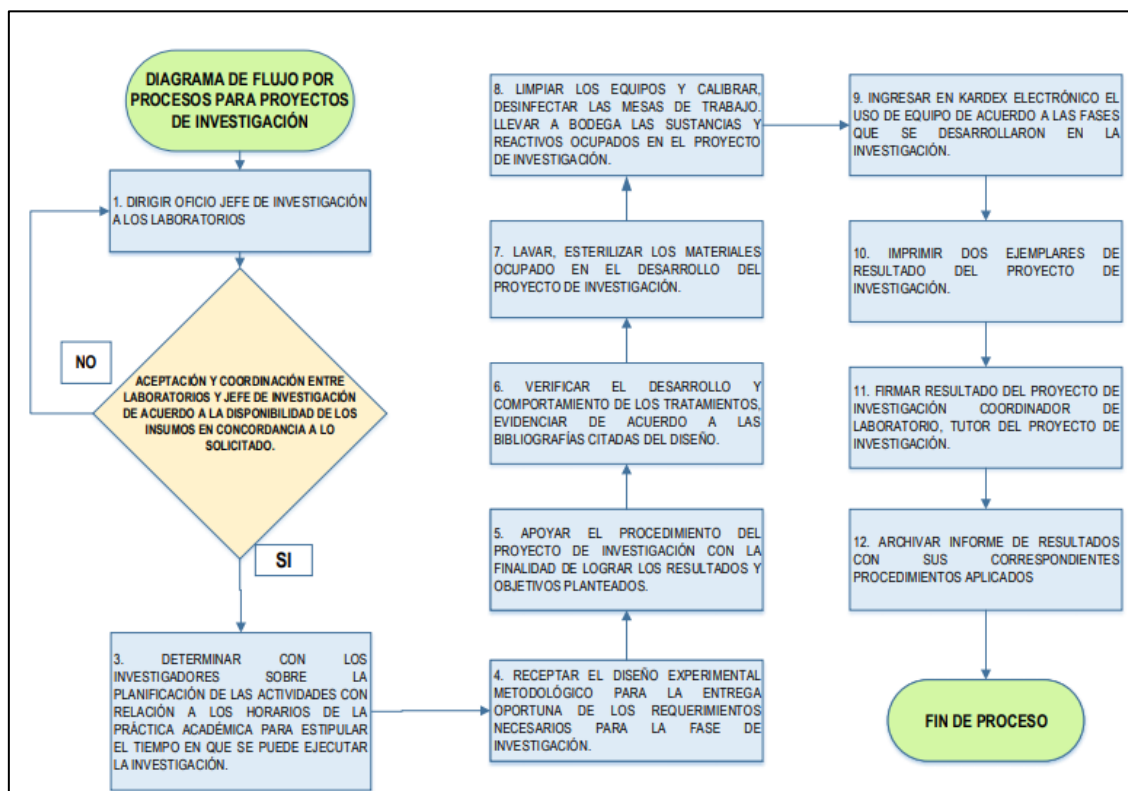 DIAGRAMA DE FLUJO POR
PROCESOS PARA PROYECTOS
DE INVESTIGACIÓN
1. DIRIGIR OFICIO JEFE DE INVESTIGACIÓN
A LOS LABORATORIOS
NO
ACEPTACIÓN Y COORDINACIÓN ENTRE
LABORATORIOS Y JEFE DE INVESTIGACIÓN
DE ACUERDO A LA DISPONIBILIDAD DE LOS
INSUMOS EN CONCORDANCIA A LO
SOLICITADO.
SI
3. DETERMINAR CON LOS
INVESTIGADORES SOBRE LA
PLANIFICACIÓN DE LAS ACTIVIDADES CON
RELACIÓN A LOS HORARIOS DE LA
PRÁCTICA ACADÉMICA PARA ESTIPULAR
EL TIEMPO EN QUE SE PUEDE EJECUTAR
LA INVESTIGACIÓN.
4. RECEPTAR EL DISEÑO EXPERIMENTAL
METODOLÓGICO PARA LA ENTREGA
OPORTUNA DE LOS REQUERIMIENTOS
NECESARIOS PARA LA FASE DE
INVESTIGACIÓN.
5. APOYAR EL PROCEDIMIENTO DEL
PROYECTO DE INVESTIGACIÓN CON LA
FINALIDAD DE LOGRAR LOS RESULTADOS Y
OBJETIVOS PLANTEADOS.
6. VERIFICAR EL DESARROLLO Y
COMPORTAMIENTO DE LOS TRATAMIENTOS,
EVIDENCIAR DE ACUERDO A LAS
BIBLIOGRAFÍAS CITADAS DEL DISEÑO.
7. LAVAR, ESTERILIZAR LOS MATERIALES
OCUPADO EN EL DESARROLLO DEL
PROYECTO DE INVESTIGACIÓN.
8. LIMPIAR LOS EQUIPOS Y CALIBRAR,
DESINFECTAR LAS MESAS DE TRABAJO.
LLEVAR A BODEGA LAS SUSTANCIAS Y
REACTIVOS OCUPADOS EN EL PROYECTO
DE INVESTIGACIÓN.
9. INGRESAR EN KARDEX ELECTRÓNICO EL
USO DE EQUIPO DE ACUERDO A LAS FASES
QUE SE DESARROLLARON EN LA
INVESTIGACIÓN.
10. IMPRIMIR DOS EJEMPLARES DE
RESULTADO DEL PROYECTO DE
INVESTIGACIÓN.
11. FIRMAR RESULTADO DEL PROYECTO DE
INVESTIGACIÓN COORDINADOR DE
LABORATORIO, TUTOR DEL PROYECTO DE
INVESTIGACIÓN.
12. ARCHIVAR INFORME DE RESULTADOS
CON SUS CORRESPONDIENTES
PROCEDIMIENTOS APLICADOS
FIN DE PROCESO